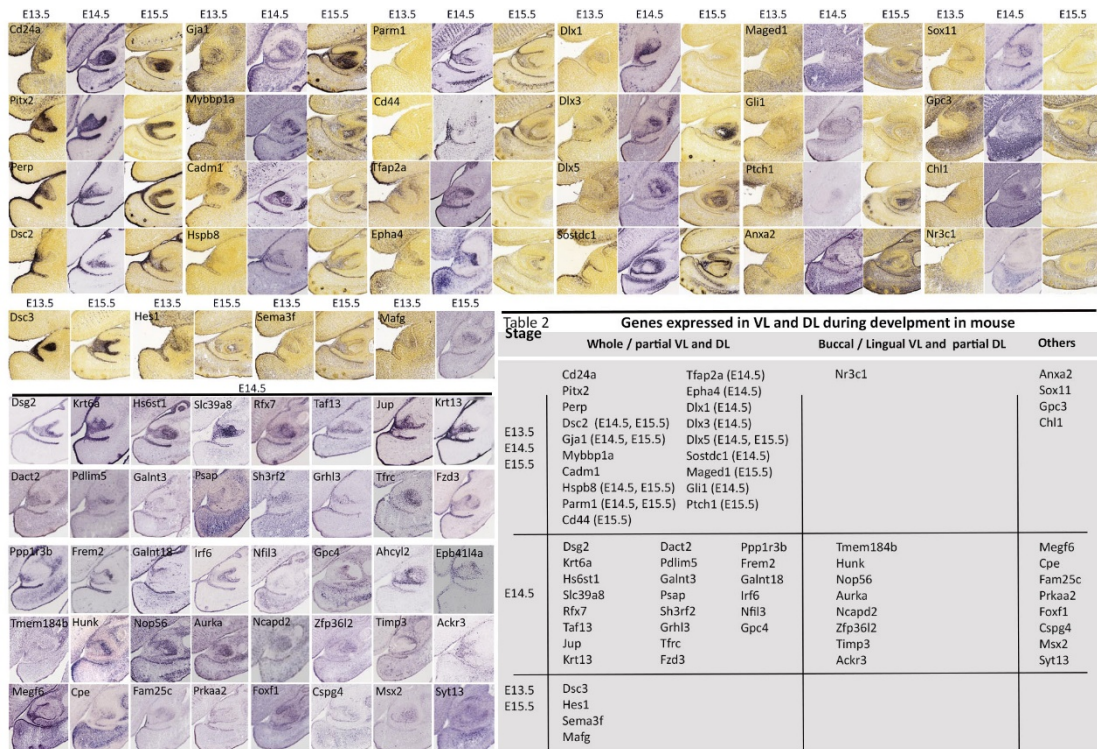 E13.5 E14.5 E15.5 E13.5 E14.5 E15.5 E13.5 E14.5 E15.5 E13.5 E14.5 E15.5 E13.5 E14.5 E15.5 E13.5 E14.5 E15.5
Cd24a Gja1 Parm1 Dlx1 Maged1 Sox11
Pitx2 Mybbp1a Cd44 Dlx3 Gli1 Gpc3
Perp Cadm1 Tfap2a Dlx5 Ptch1 Chl1
Dsc2 Hspb8 Epha4 Sostdc1 Anxa2 Nr3c1
E13.5 E15.5 E13.5 E15.5 E13.5 E15.5 E13.5 E15.5
Dsc3 Hes1 Sema3f Mafg
E14.5
Dsg2 Krt6a Hs6st1 Slc39a8 Rfx7 Taf13 Jup Krt13
Dact2 Pdlim5 Galnt3 Psap Sh3rf2 Grhl3 Tfrc Fzd3
Ppp1r3b Frem2 Galnt18 Irf6 Nfil3 Gpc4 Ahcyl2 Epb41l4a
Tmem184b Hunk Nop56 Aurka Ncapd2 Zfp36l2 Timp3 Ackr3
Megf6 Cpe Fam25c Prkaa2 Foxf1 Cspg4 Msx2 Syt13
Table 2 Genes expressed in VL and DL during develpment in mouse
Stage Whole / partial VL and DL Buccal / Lingual VL and partial DL Others
E13.5
E14.5
E15.5
Cd24a Tfap2a (E14.5) Nr3c1 Anxa2
Pitx2 Epha4 (E14.5) Sox11
Perp Dlx1 (E14.5) Gpc3
Dsc2 (E14.5, E15.5) Dlx3 (E14.5) Chl1
Gja1 (E14.5, E15.5) Dlx5 (E14.5, E15.5)
Mybbp1a Sostdc1 (E14.5)
Cadm1 Maged1 (E15.5)
Hspb8 (E14.5, E15.5) Gli1 (E14.5)
Parm1 (E14.5, E15.5) Ptch1 (E15.5)
Cd44 (E15.5)
E14.5
Dsg2 Dact2 Ppp1r3b Tmem184b Megf6
Krt6a Pdlim5 Frem2 Hunk Cpe
Hs6st1 Galnt3 Galnt18 Nop56 Fam25c
Slc39a8 Psap Irf6 Aurka Prkaa2
Rfx7 Sh3rf2 Nfil3 Ncapd2 Foxf1
Taf13 Grhl3 Gpc4 Zfp36l2 Cspg4
Jup Tfrc Timp3 Msx2
Krt13 Fzd3 Ackr3 Syt13
E13.5
E15.5
Dsc3
Hes1
Sema3f
Mafg